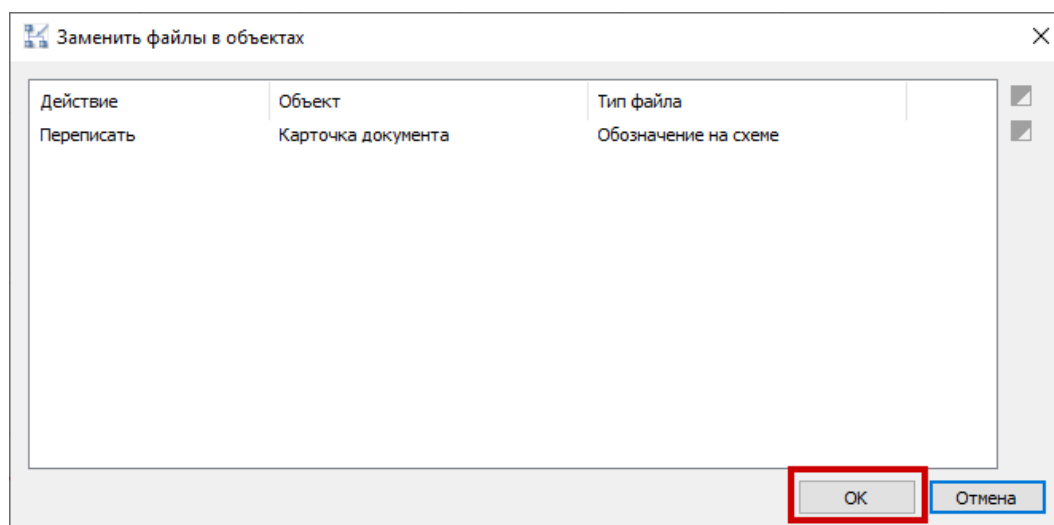 Заменить файлы в объектах
Действие Объект Тип файла
Переписать Карточка документа Обозначение на схеме
ОК Отмена